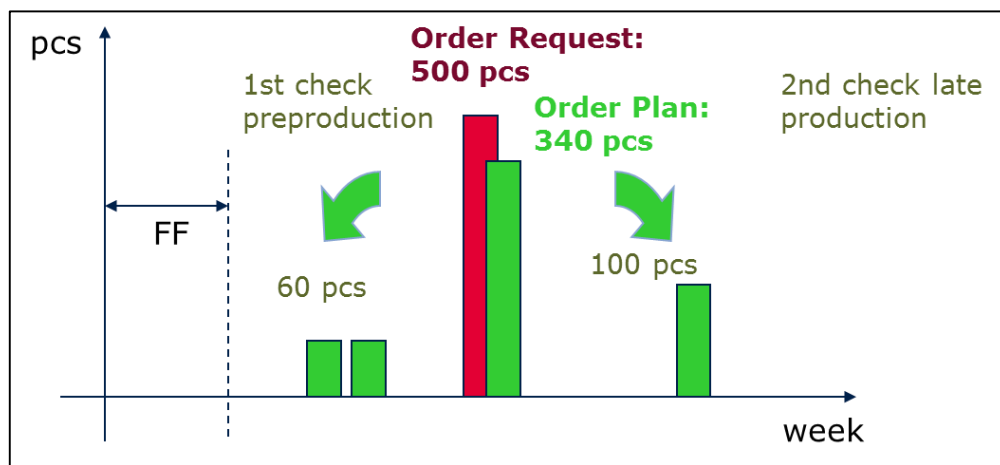 pcs
Order Request:
500 pcs
1st check
preproduction
Order Plan:
340 pcs
2nd check late
production
FF
60 pcs
100 pcs
week